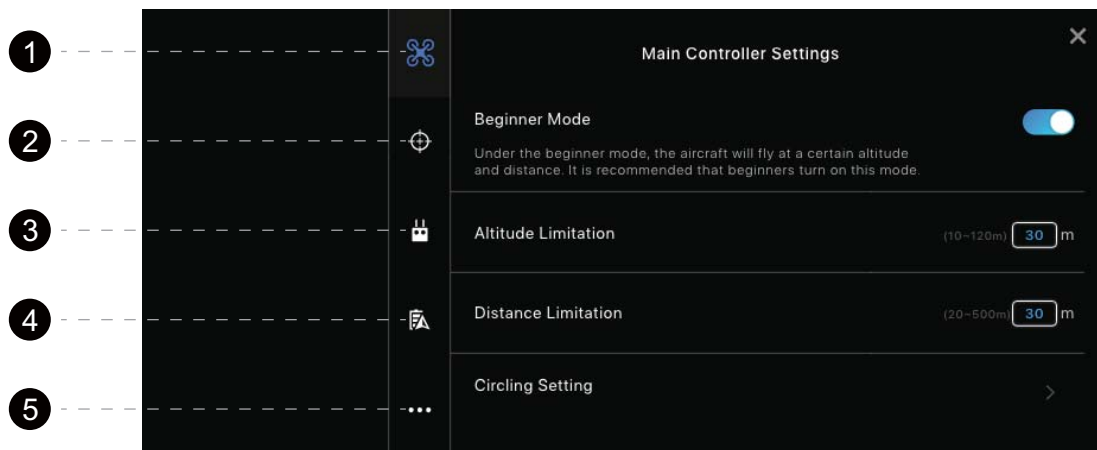 1
Main Controller Settings
Beginner Mode
2
Under the beginner mode, the aircraft will fly at a certain altitude
and distance. It is recommended that beginners turn on this mode.
3
Altitude Limitation (10~120m) 30 m
4
Distance Limitation (20~500m) 30 m
Circling Setting
5